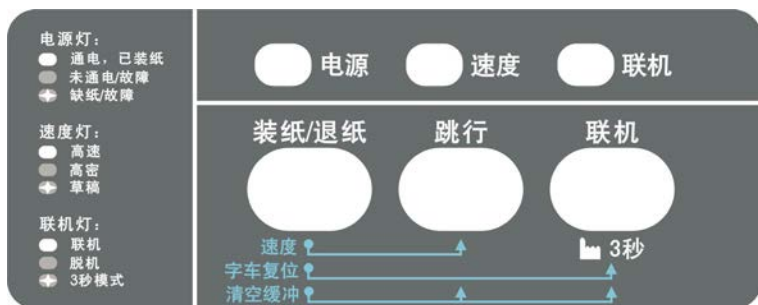 电源灯：
通电，已装纸
未通电/故障
缺纸/故障
速度灯：
高速
高密
草稿
联机灯：
联机
脱机
3秒模式
电源 速度 联机
装纸/退纸 跳行 联机
速度 3秒
字车复位
清空缓冲